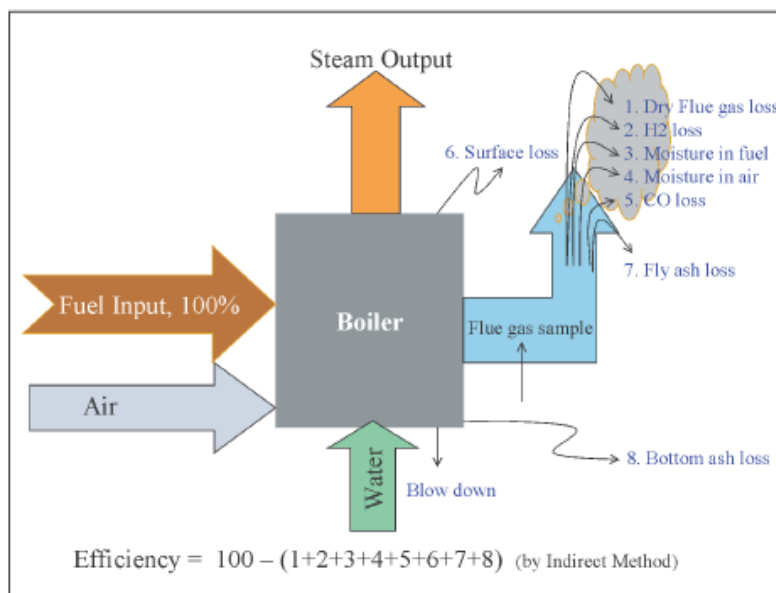 Steam Output
1. Dry Flue gas loss
2. H2 loss
3. Moisture in fuel
4. Moisture in air
5. CO loss
6. Surface loss
7. Fly ash loss
Fuel Input, 100%
Boiler
Flue gas sample
Air
Water
Blow down
8. Bottom ash loss
Efficiency = 100 – (1+2+3+4+5+6+7+8) (by Indirect Method)